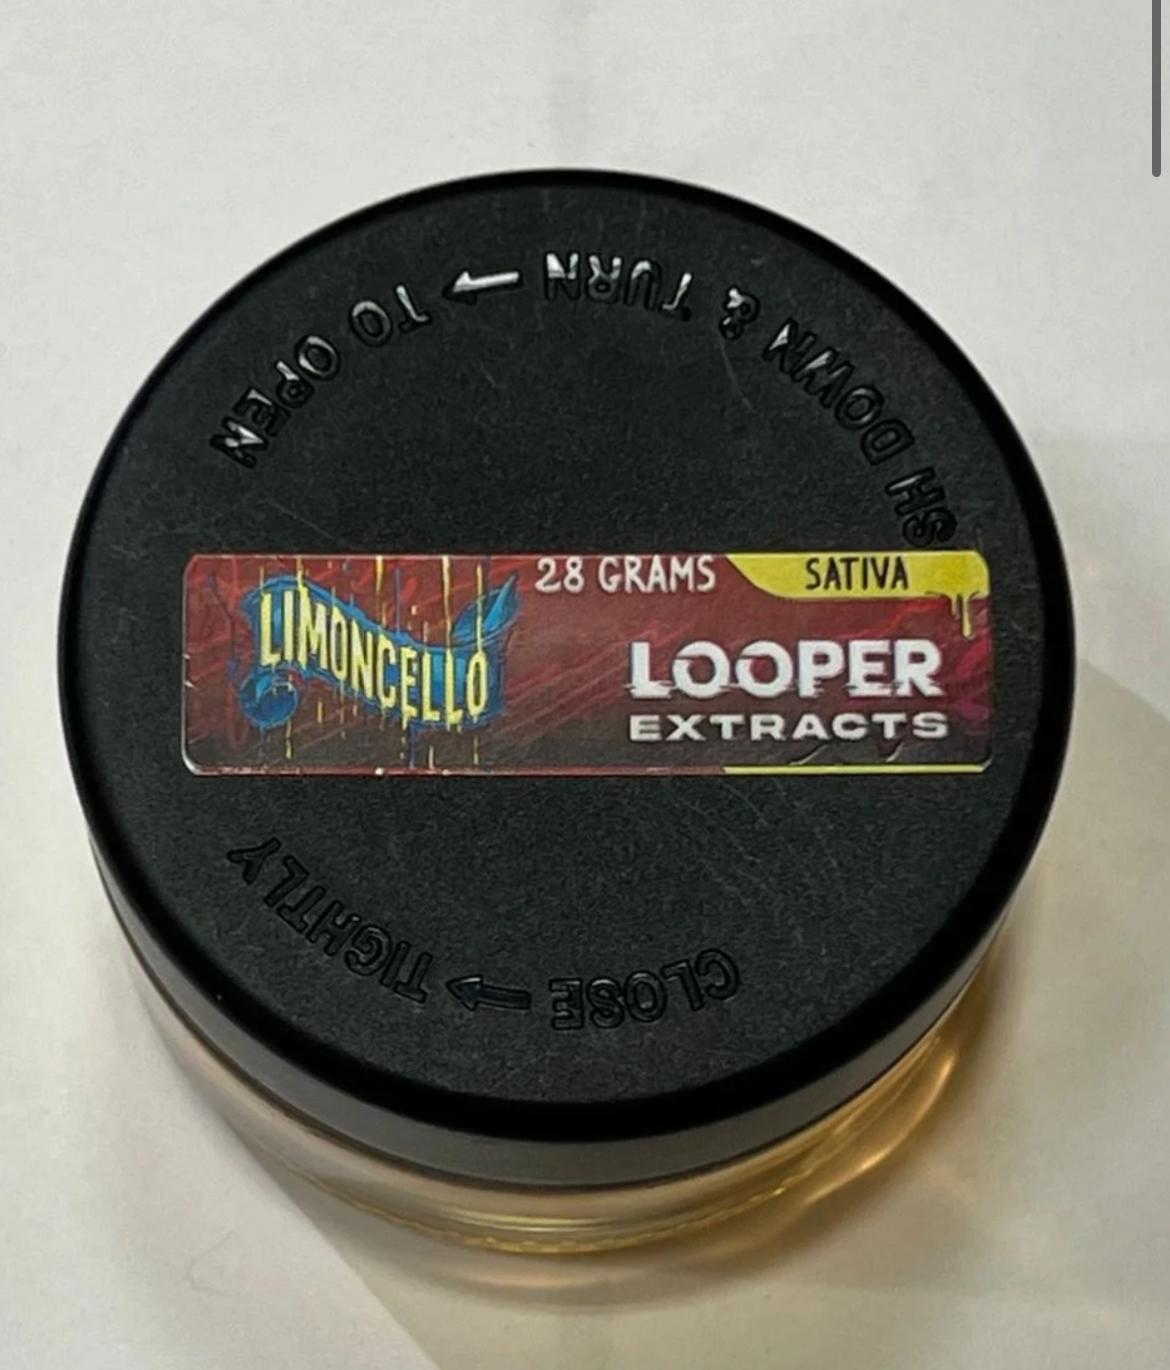 SH DOWN & TURN ← TO OPEN
28 GRAMS
SATIVA
LIMONCELLO
LOOPER
EXTRACTS
CLOSE → TIGHTLY